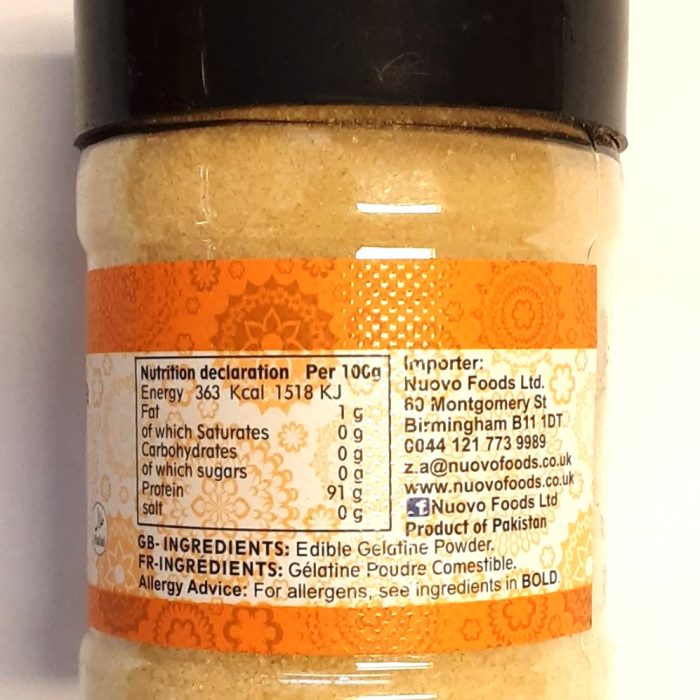 Nutrition declaration Per 100g
Energy 363 Kcal 1518 KJ
Fat 1 g
of which Saturates 0 g
Carbohydrates 0 g
of which sugars 0 g
Protein 91 g
salt 0 g
Importer:
Nuovo Foods Ltd.
60 Montgomery St
Birmingham B11 1DT
0044 121 773 9989
z.a@nuovofoods.co.uk
www.nuovofoods.co.uk
f Nuovo Foods Ltd
Product of Pakistan
GB- INGREDIENTS: Edible Gelatine Powder.
FR-INGRÉDIENTS: Gélatine Poudre Comestible.
Allergy Advice: For allergens, see ingredients in BOLD